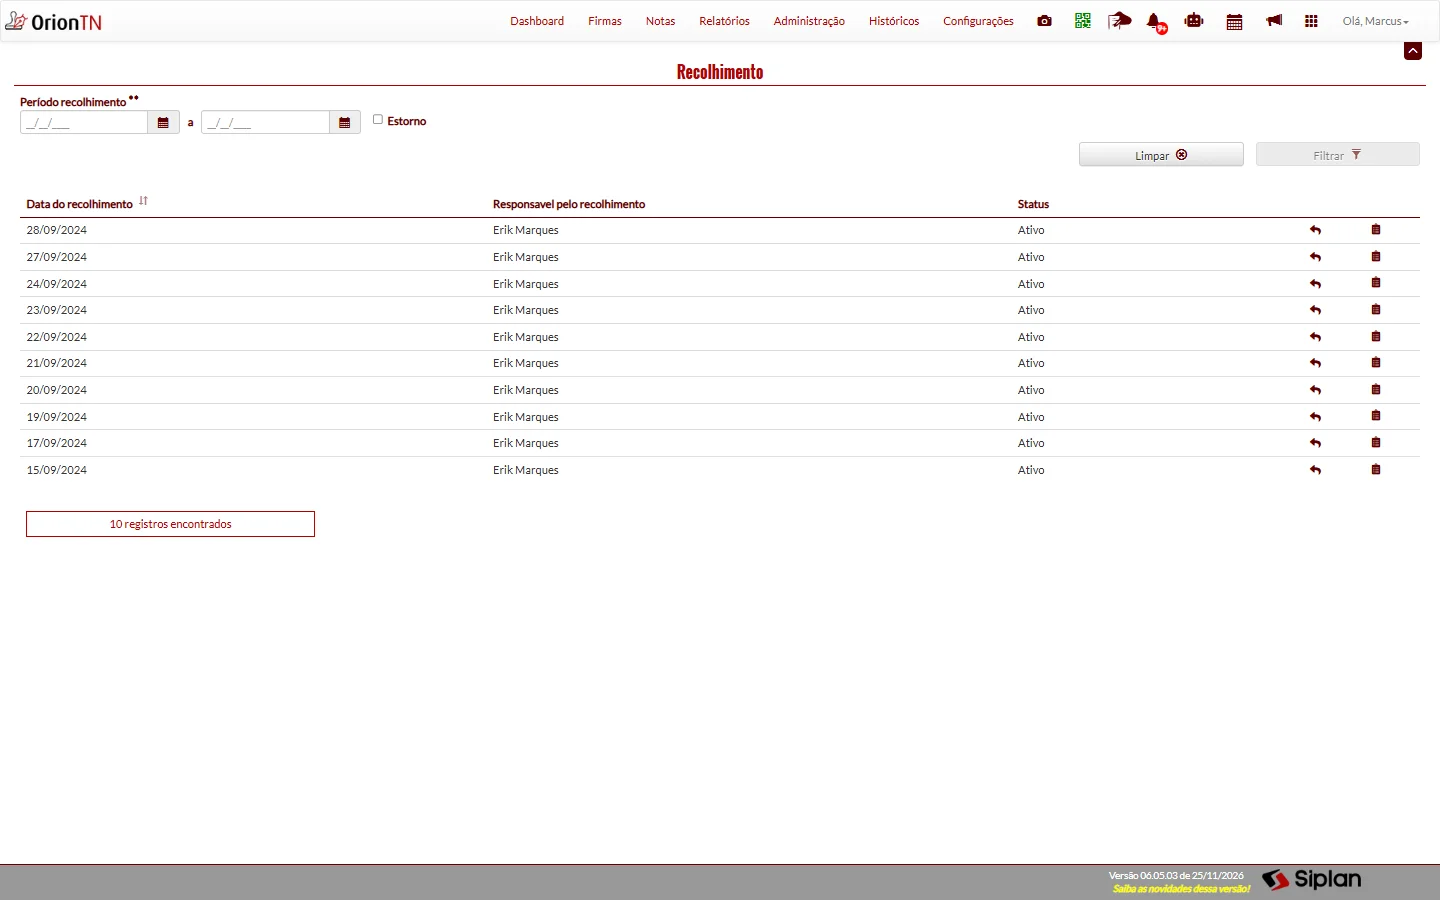 OrionTN Dashboard Firmas Notas Relatórios Administração Históricos Configurações 9+ Olá, Marcus
Recolhimento
Período recolhimento **
__/__/____ a __/__/____ Estorno
Limpar Filtrar
Data do recolhimento Responsavel pelo recolhimento Status
28/09/2024 Erik Marques Ativo
27/09/2024 Erik Marques Ativo
24/09/2024 Erik Marques Ativo
23/09/2024 Erik Marques Ativo
22/09/2024 Erik Marques Ativo
21/09/2024 Erik Marques Ativo
20/09/2024 Erik Marques Ativo
19/09/2024 Erik Marques Ativo
17/09/2024 Erik Marques Ativo
15/09/2024 Erik Marques Ativo
10 registros encontrados
Versão 06.05.03 de 25/11/2026
Saiba as novidades dessa versão!
Siplan